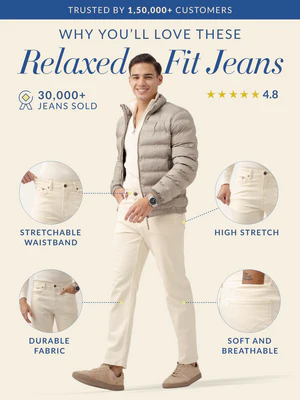 TRUSTED BY 1,50,000+ CUSTOMERS
WHY YOU'LL LOVE THESE
Relaxed Fit Jeans
30,000+
JEANS SOLD
★★★★★ 4.8
STRETCHABLE
WAISTBAND
HIGH STRETCH
DURABLE
FABRIC
SOFT AND
BREATHABLE